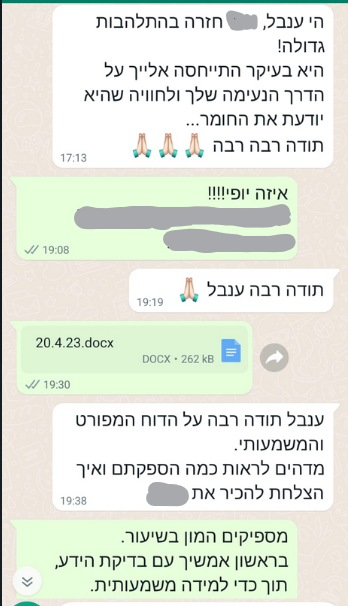 הי ענבל, חזרה בהתלהבות
גדולה!
היא בעיקר התייחסה אלייך על
הדרך הנעימה שלך ולחוויה שהיא
יודעת את החומר...
תודה רבה רבה 🙏🏻 🙏🏻 🙏🏻
17:13
איזה יופי!!!!
19:08
תודה רבה ענבל 🙏🏻
19:19
20.4.23.docx
DOCX • 262 kB
19:30
ענבל תודה רבה על הדוח המפורט
והמשמעותי.
מדהים לראות כמה הספקתם ואיך
הצלחת להכיר את
19:38
מספיקים המון בשיעור.
בראשון אמשיך עם בדיקת הידע,
תוך כדי למידה משמעותית.